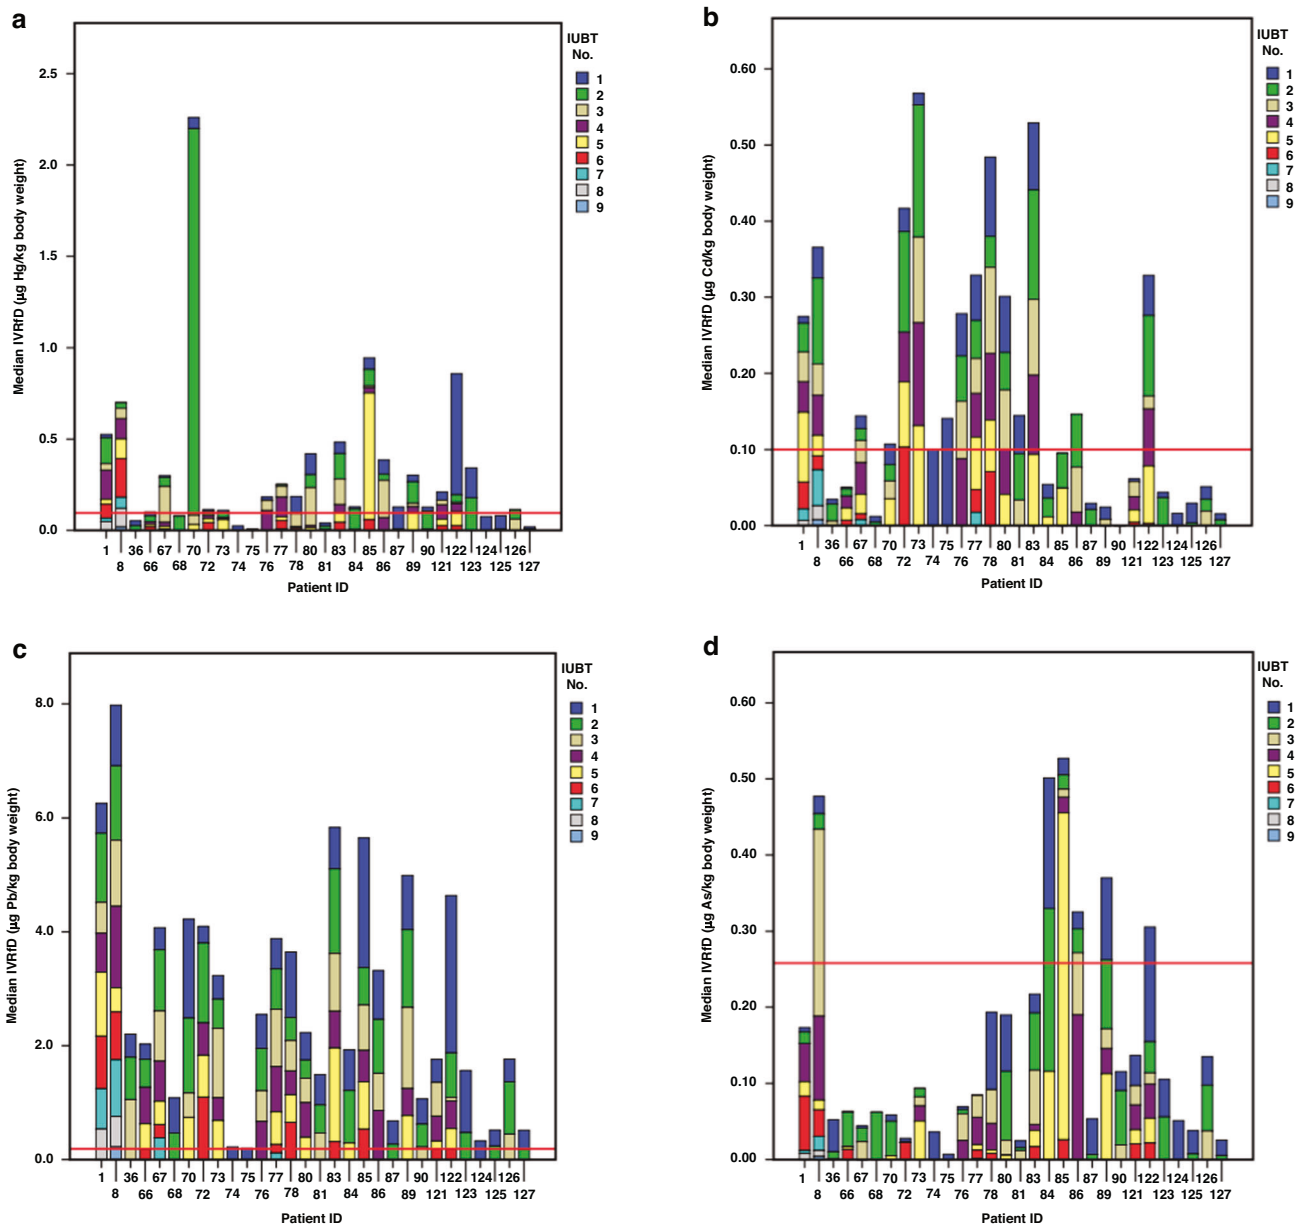 a
IUBT
No.
1
2
3
4
5
6
7
8
9
2.5
2.0
1.5
1.0
0.5
0.0
Median IVRfD (µg Hg/kg body weight)
1 36 67 70 73 75 77 80 83 85 87 90 122 124 126
8 66 68 72 74 76 78 81 84 86 89 121 123 125 127
Patient ID
b
IUBT
No.
1
2
3
4
5
6
7
8
9
0.60
0.50
0.40
0.30
0.20
0.10
0.00
Median IVRfD (µg Cd/kg body weight)
1 36 67 70 73 75 77 80 83 85 87 90 122 124 126
8 66 68 72 74 76 78 81 84 86 89 121 123 125 127
Patient ID
c
IUBT
No.
1
2
3
4
5
6
7
8
9
8.0
6.0
4.0
2.0
0.0
Median IVRfD (µg Pb/kg body weight)
1 36 67 70 73 75 77 80 83 85 87 90 122 124 126
8 66 68 72 74 76 78 81 84 86 89 121 123 125 127
Patient ID
d
IUBT
No.
1
2
3
4
5
6
7
8
9
0.60
0.50
0.40
0.30
0.20
0.10
0.00
Median IVRfD (µg As/kg body weight)
1 36 67 70 73 75 77 80 83 85 87 90 122 124 126
8 66 68 72 74 76 78 81 84 86 89 121 123 125 127
Patient ID